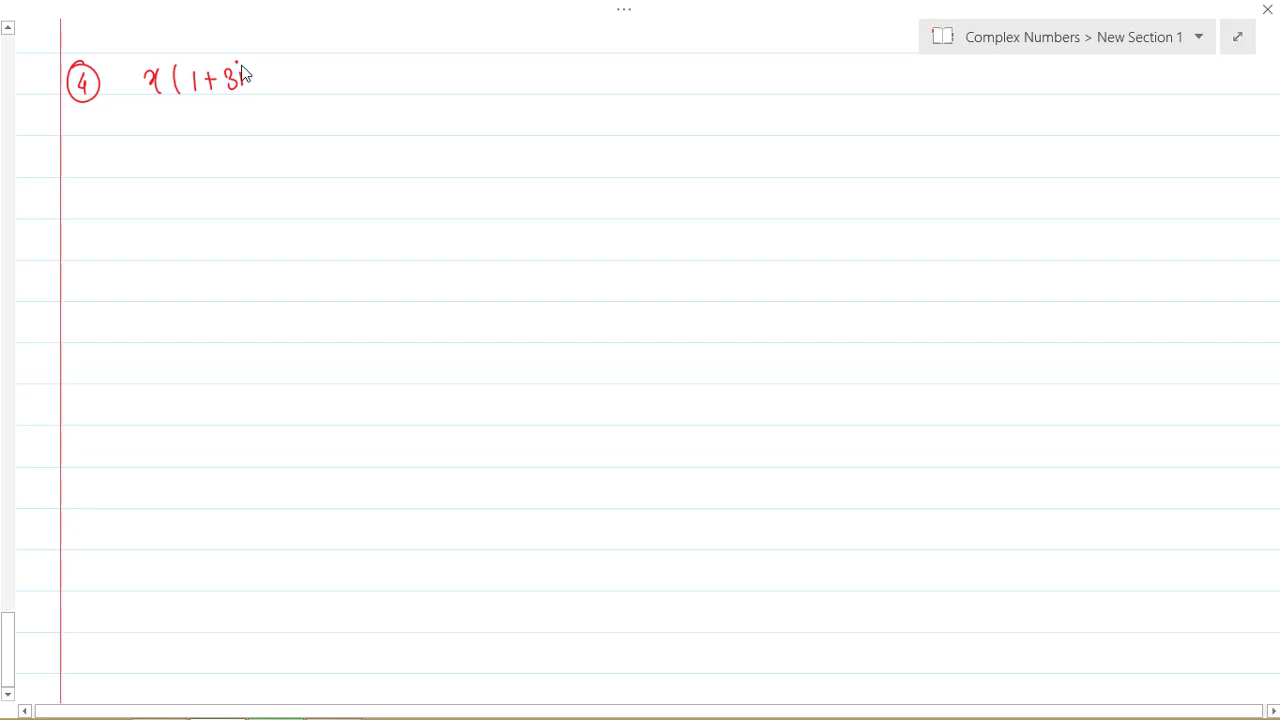 ...
Complex Numbers > New Section 1
④ x(1+3i